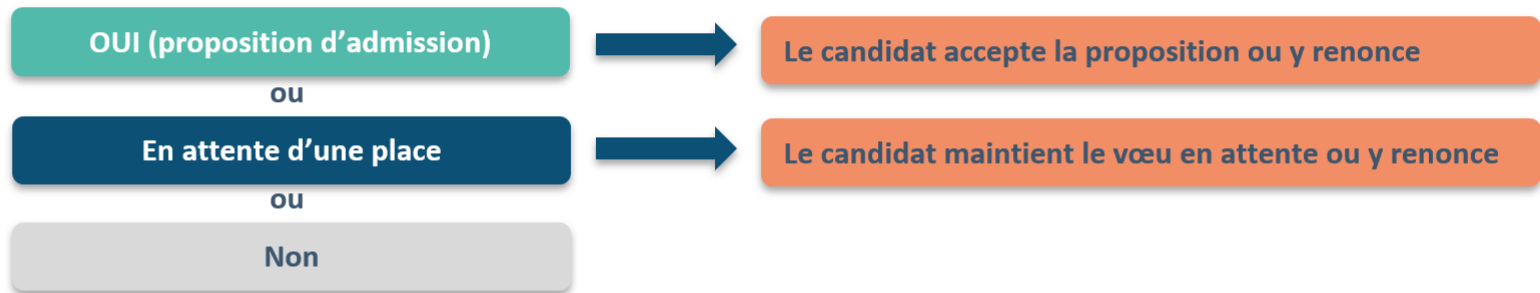 OUI (proposition d’admission)
Le candidat accepte la proposition ou y renonce
ou
En attente d’une place
Le candidat maintient le vœu en attente ou y renonce
ou
Non